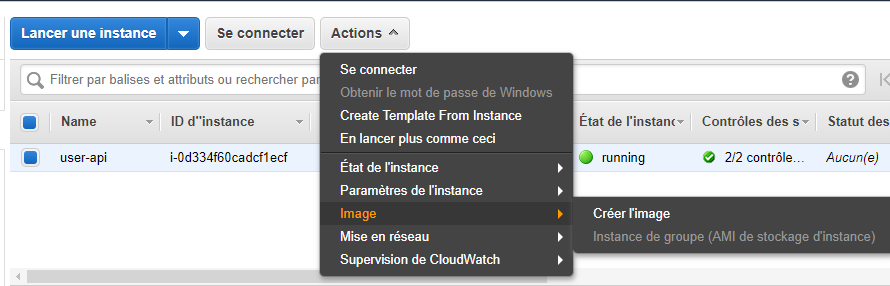 Lancer une instance Se connecter Actions
Se connecter
Filtrer par balises et attributs ou rechercher par
Obtenir le mot de passe de Windows
Create Template From Instance
Name ID d''instance État de l'instanc Contrôles des s Statut des
En lancer plus comme ceci
user-api i-0d334f60cadcf1ecf running 2/2 contrôle... Aucun(e)
État de l'instance
Paramètres de l'instance
Image Créer l'image
Mise en réseau Instance de groupe (AMI de stockage d'instance)
Supervision de CloudWatch